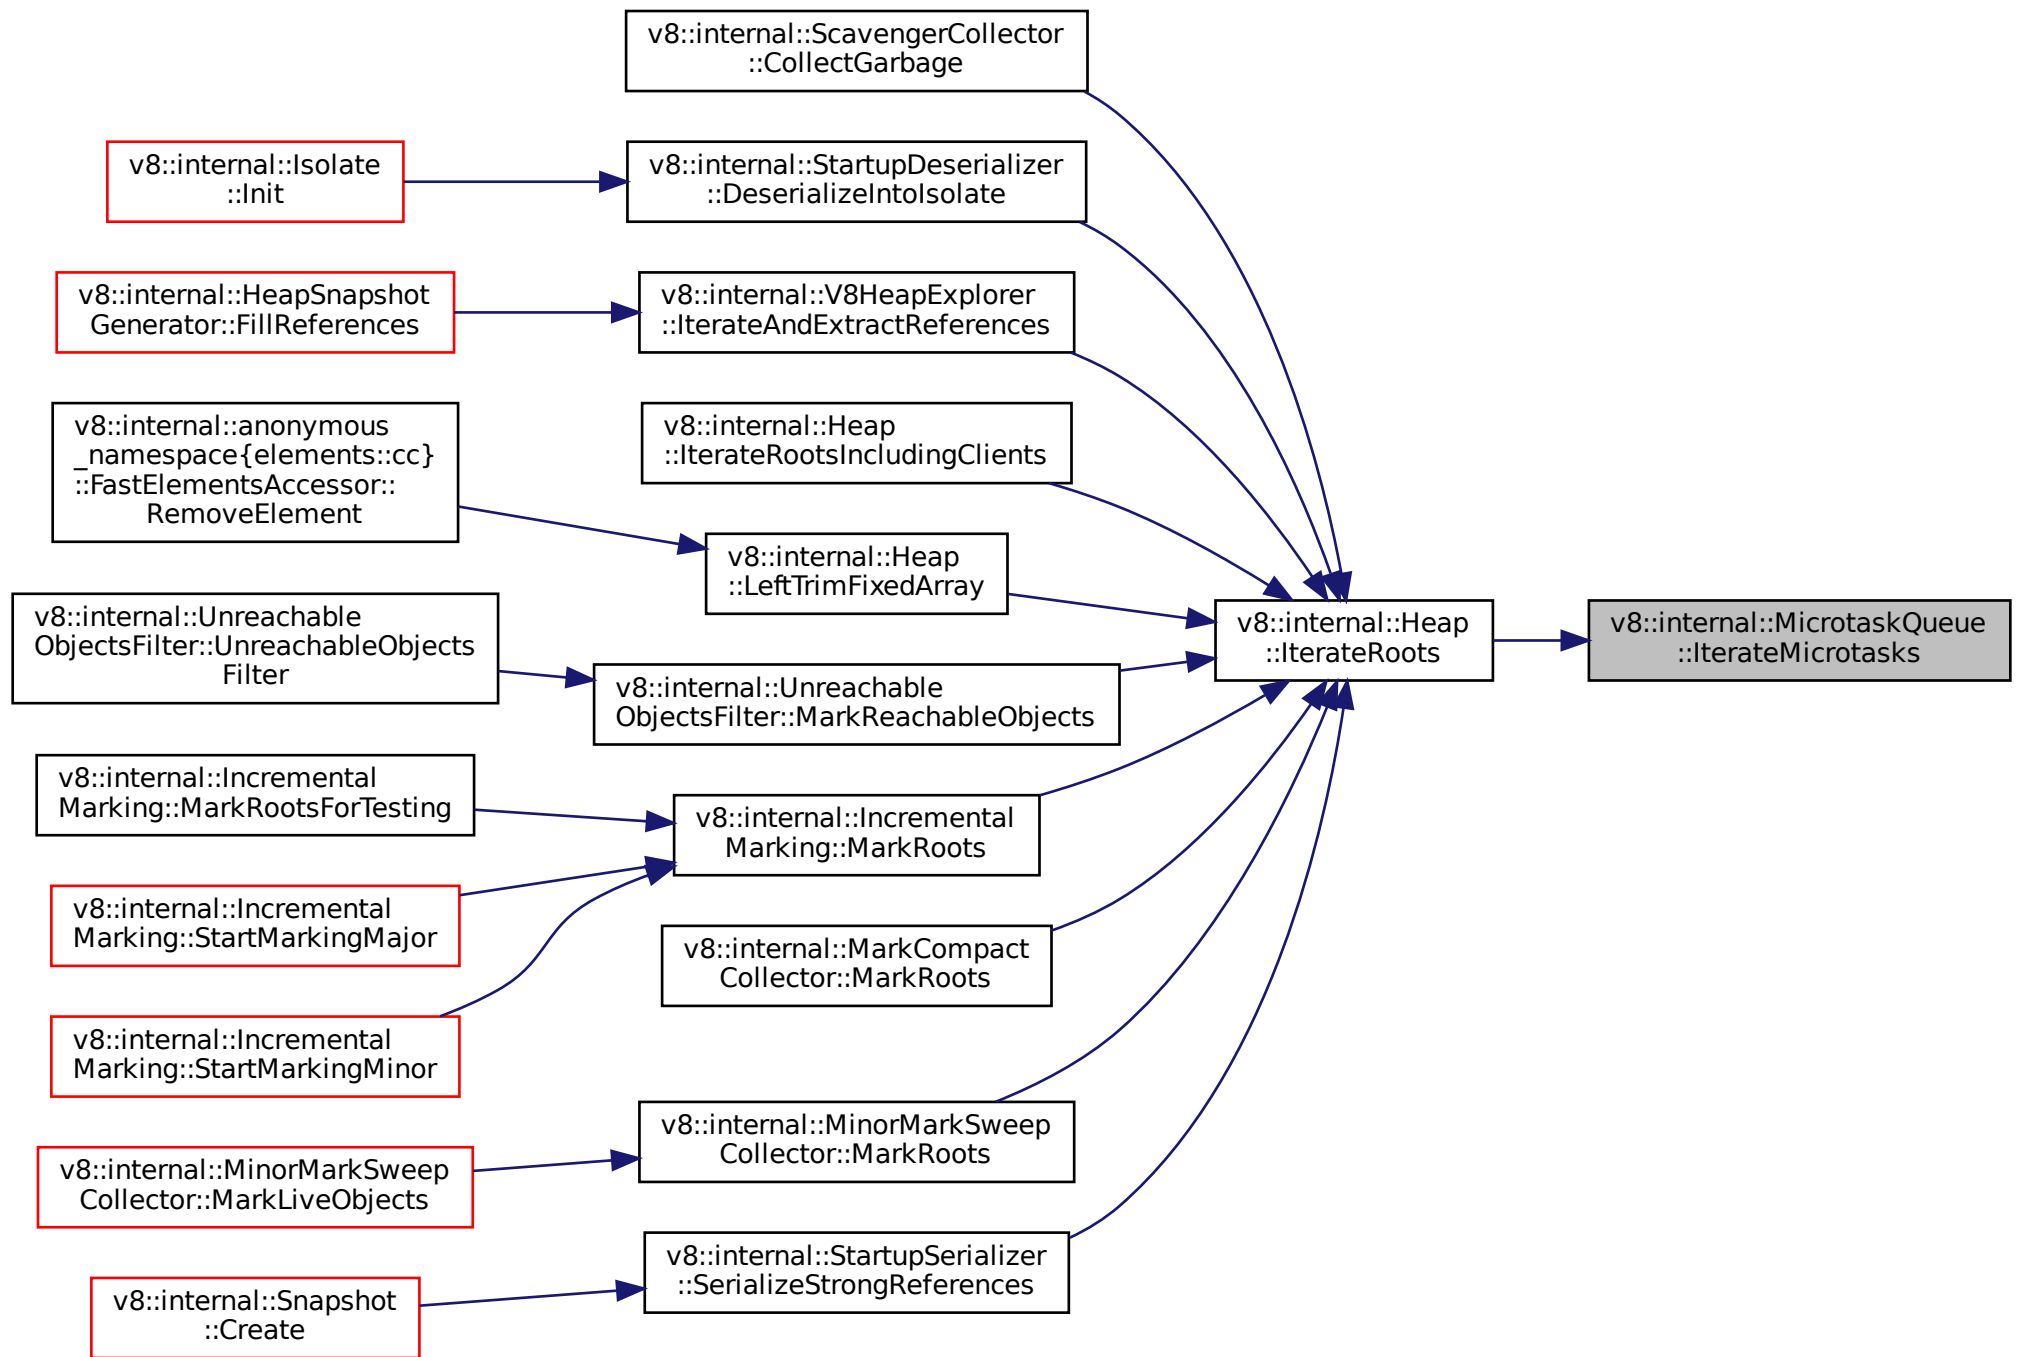 v8::internal::ScavengerCollector
::CollectGarbage
v8::internal::Isolate
::Init
v8::internal::StartupDeserializer
::DeserializeIntoIsolate
v8::internal::HeapSnapshot
Generator::FillReferences
v8::internal::V8HeapExplorer
::IterateAndExtractReferences
v8::internal::anonymous
_namespace{elements::cc}
::FastElementsAccessor::
RemoveElement
v8::internal::Heap
::IterateRootsIncludingClients
v8::internal::Heap
::LeftTrimFixedArray
v8::internal::Unreachable
ObjectsFilter::UnreachableObjects
Filter
v8::internal::Unreachable
ObjectsFilter::MarkReachableObjects
v8::internal::Heap
::IterateRoots
v8::internal::MicrotaskQueue
::IterateMicrotasks
v8::internal::Incremental
Marking::MarkRootsForTesting
v8::internal::Incremental
Marking::MarkRoots
v8::internal::Incremental
Marking::StartMarkingMajor
v8::internal::MarkCompact
Collector::MarkRoots
v8::internal::Incremental
Marking::StartMarkingMinor
v8::internal::MinorMarkSweep
Collector::MarkRoots
v8::internal::MinorMarkSweep
Collector::MarkLiveObjects
v8::internal::StartupSerializer
::SerializeStrongReferences
v8::internal::Snapshot
::Create